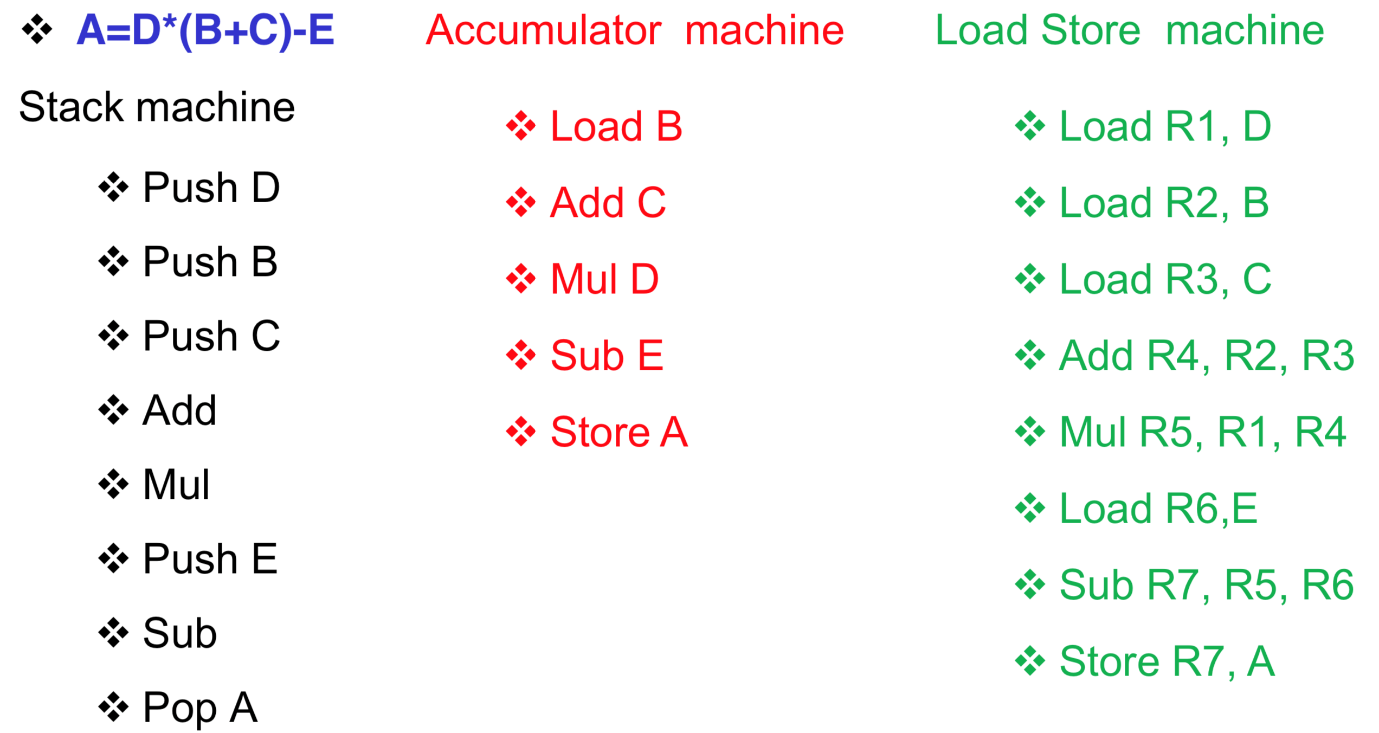 ❖ A=D*(B+C)-E
Stack machine
❖ Push D
❖ Push B
❖ Push C
❖ Add
❖ Mul
❖ Push E
❖ Sub
❖ Pop A
Accumulator machine
❖ Load B
❖ Add C
❖ Mul D
❖ Sub E
❖ Store A
Load Store machine
❖ Load R1, D
❖ Load R2, B
❖ Load R3, C
❖ Add R4, R2, R3
❖ Mul R5, R1, R4
❖ Load R6,E
❖ Sub R7, R5, R6
❖ Store R7, A